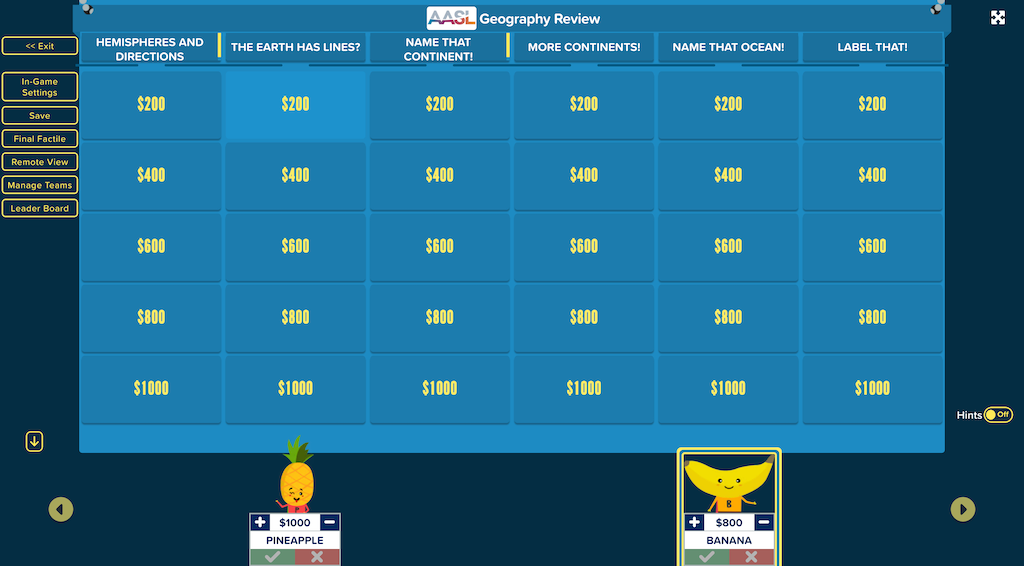 AASL Geography Review
<< Exit
HEMISPHERES AND
DIRECTIONS
THE EARTH HAS LINES?
NAME THAT
CONTINENT!
MORE CONTINENTS!
NAME THAT OCEAN!
LABEL THAT!
In-Game
Settings
Save
Final Factile
Remote View
Manage Teams
Leader Board
$200 $200 $200 $200 $200 $200
$400 $400 $400 $400 $400 $400
$600 $600 $600 $600 $600 $600
$800 $800 $800 $800 $800 $800
$1000 $1000 $1000 $1000 $1000 $1000
Hints Off
+ $1000 −
PINEAPPLE
B
+ $800 −
BANANA